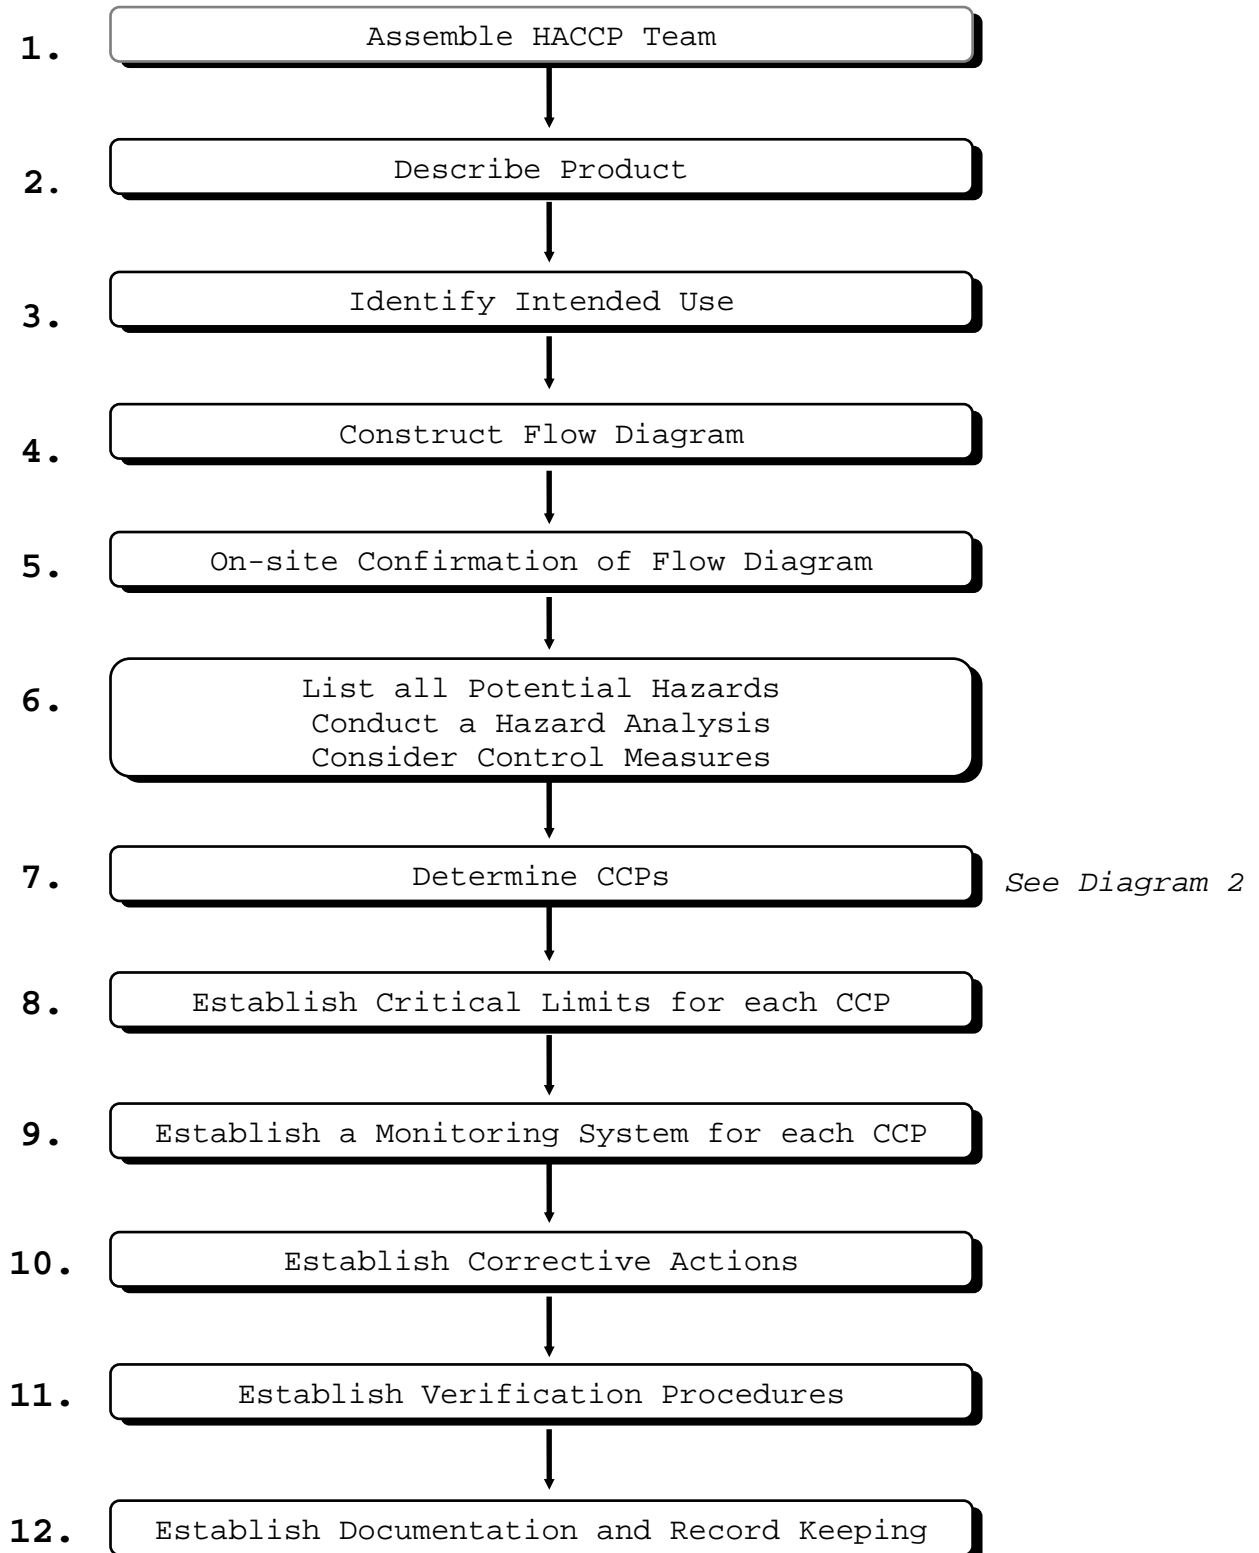 1. Assemble HACCP Team
2. Describe Product
3. Identify Intended Use
4. Construct Flow Diagram
5. On-site Confirmation of Flow Diagram
6. List all Potential Hazards
Conduct a Hazard Analysis
Consider Control Measures
7. Determine CCPs See Diagram 2
8. Establish Critical Limits for each CCP
9. Establish a Monitoring System for each CCP
10. Establish Corrective Actions
11. Establish Verification Procedures
12. Establish Documentation and Record Keeping